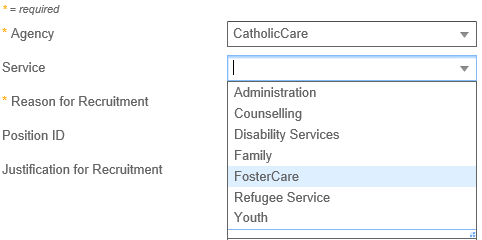 * = required
* Agency
CatholicCare
Service
Administration
* Reason for Recruitment
Counselling
Position ID
Disability Services
Family
Justification for Recruitment
FosterCare
Refugee Service
Youth